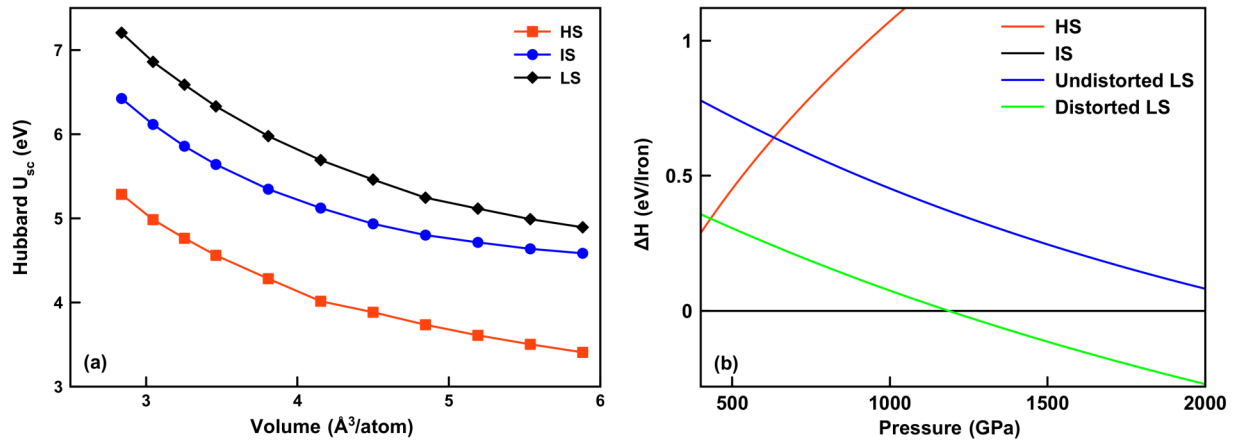 7
6
5
4
3
Hubbard U_sc (eV)
HS
IS
LS
(a)
3
4
5
6
Volume (Å³/atom)
1
0.5
0
ΔH (eV/Iron)
HS
IS
Undistorted LS
Distorted LS
(b)
500
1000
1500
2000
Pressure (GPa)